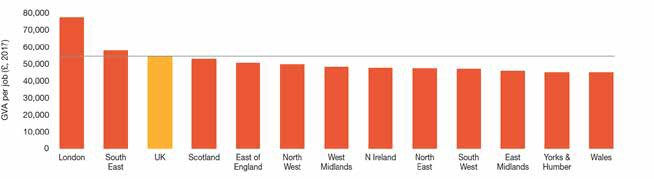 GVA per job (£, 2017)
80,000
70,000
60,000
50,000
40,000
30,000
20,000
10,000
0
London
South
East
UK
Scotland
East of
England
North
West
West
Midlands
N Ireland
North
East
South
West
East
Midlands
Yorks &
Humber
Wales